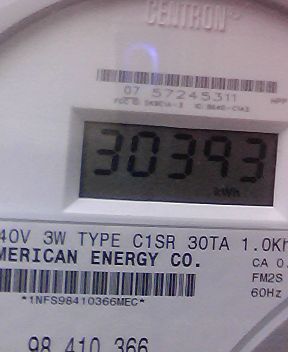 CENTRON
07 57245311
30393
kWh
40V 3W TYPE C1SR 30TA 1.0Kh
MERICAN ENERGY CO.
CA 0.
FM2S
60Hz
*1NFS98410366MEC*
98 410 366